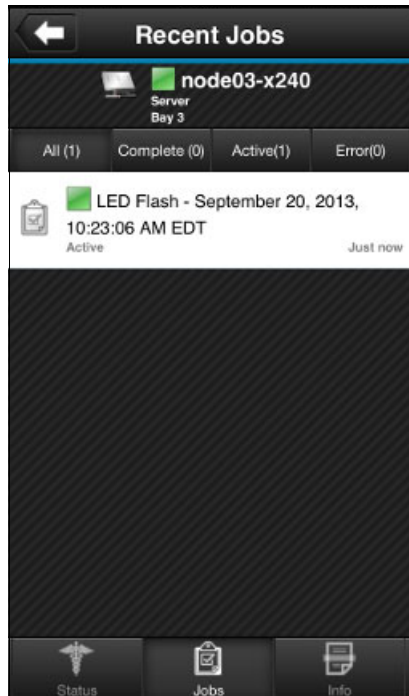 Recent Jobs
node03-x240
Server
Bay 3
All (1) Complete (0) Active(1) Error(0)
LED Flash - September 20, 2013,
10:23:06 AM EDT
Active Just now
Status Jobs Info